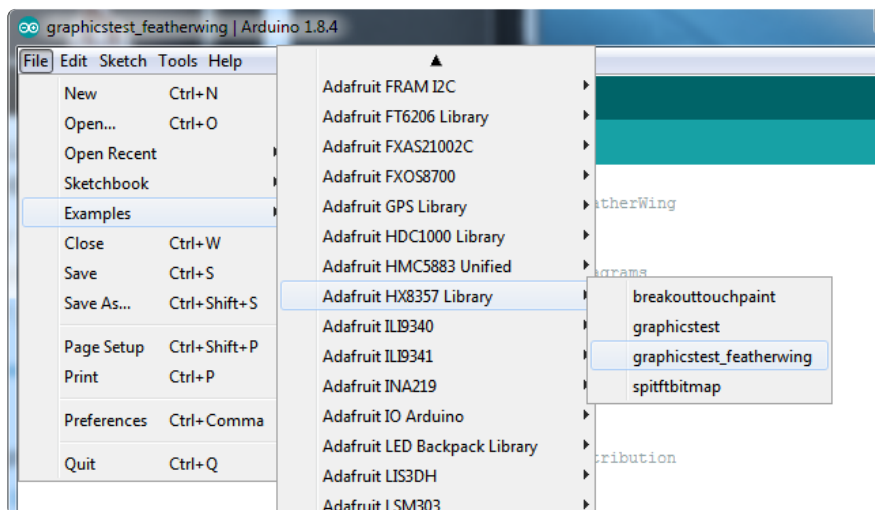 graphicstest_featherwing | Arduino 1.8.4
File Edit Sketch Tools Help
New Ctrl+N
Open... Ctrl+O
Open Recent
Sketchbook
Examples
Close Ctrl+W
Save Ctrl+S
Save As... Ctrl+Shift+S
Page Setup Ctrl+Shift+P
Print Ctrl+P
Preferences Ctrl+Comma
Quit Ctrl+Q
Adafruit FRAM I2C
Adafruit FT6206 Library
Adafruit FXAS21002C
Adafruit FXOS8700
Adafruit GPS Library
Adafruit HDC1000 Library
Adafruit HMC5883 Unified
Adafruit HX8357 Library
Adafruit ILI9340
Adafruit ILI9341
Adafruit INA219
Adafruit IO Arduino
Adafruit LED Backpack Library
Adafruit LIS3DH
Adafruit LSM303
breakouttouchpaint
graphicstest
graphicstest_featherwing
spitftbitmap
atherWing
agrams
tribution